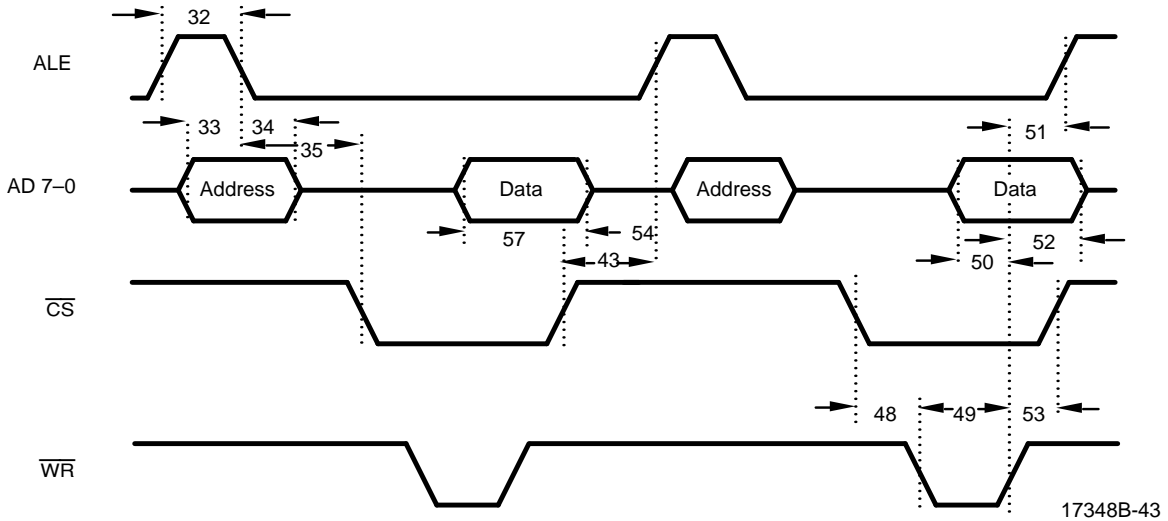 32
ALE
33
34
35
51
AD 7–0
Address
Data
Address
Data
57
54
52
43
50
CS
48
49
53
WR
17348B-43